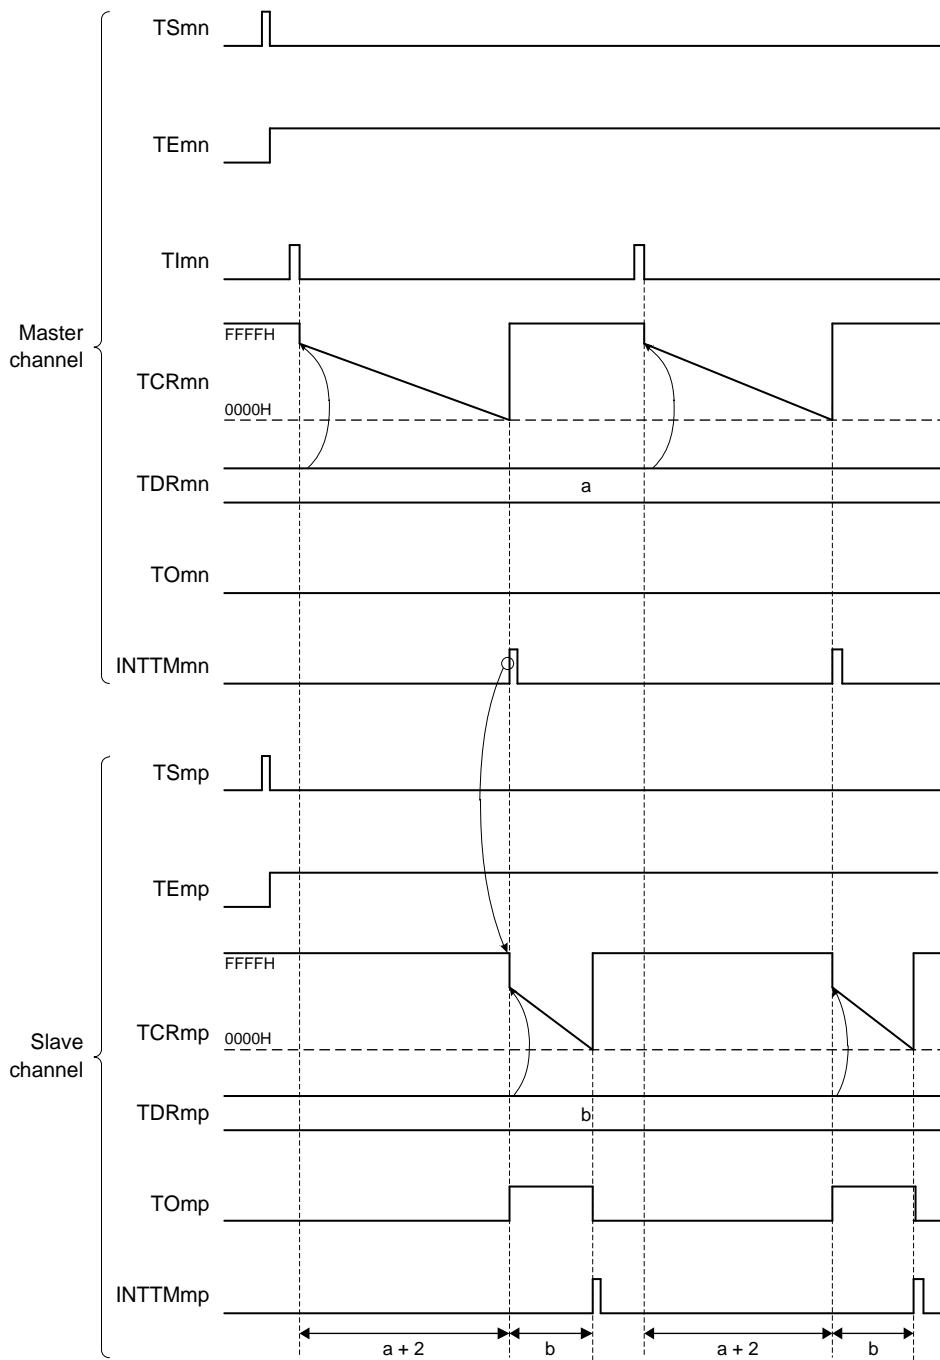 TSmn
TEmn
TImn
Master
channel
FFFFH
TCRmn
0000H
TDRmn
a
TOmn
INTTMmn
TSmp
TEmp
FFFFH
Slave
channel
TCRmp
0000H
TDRmp
b
TOmp
INTTMmp
a + 2 b a + 2 b